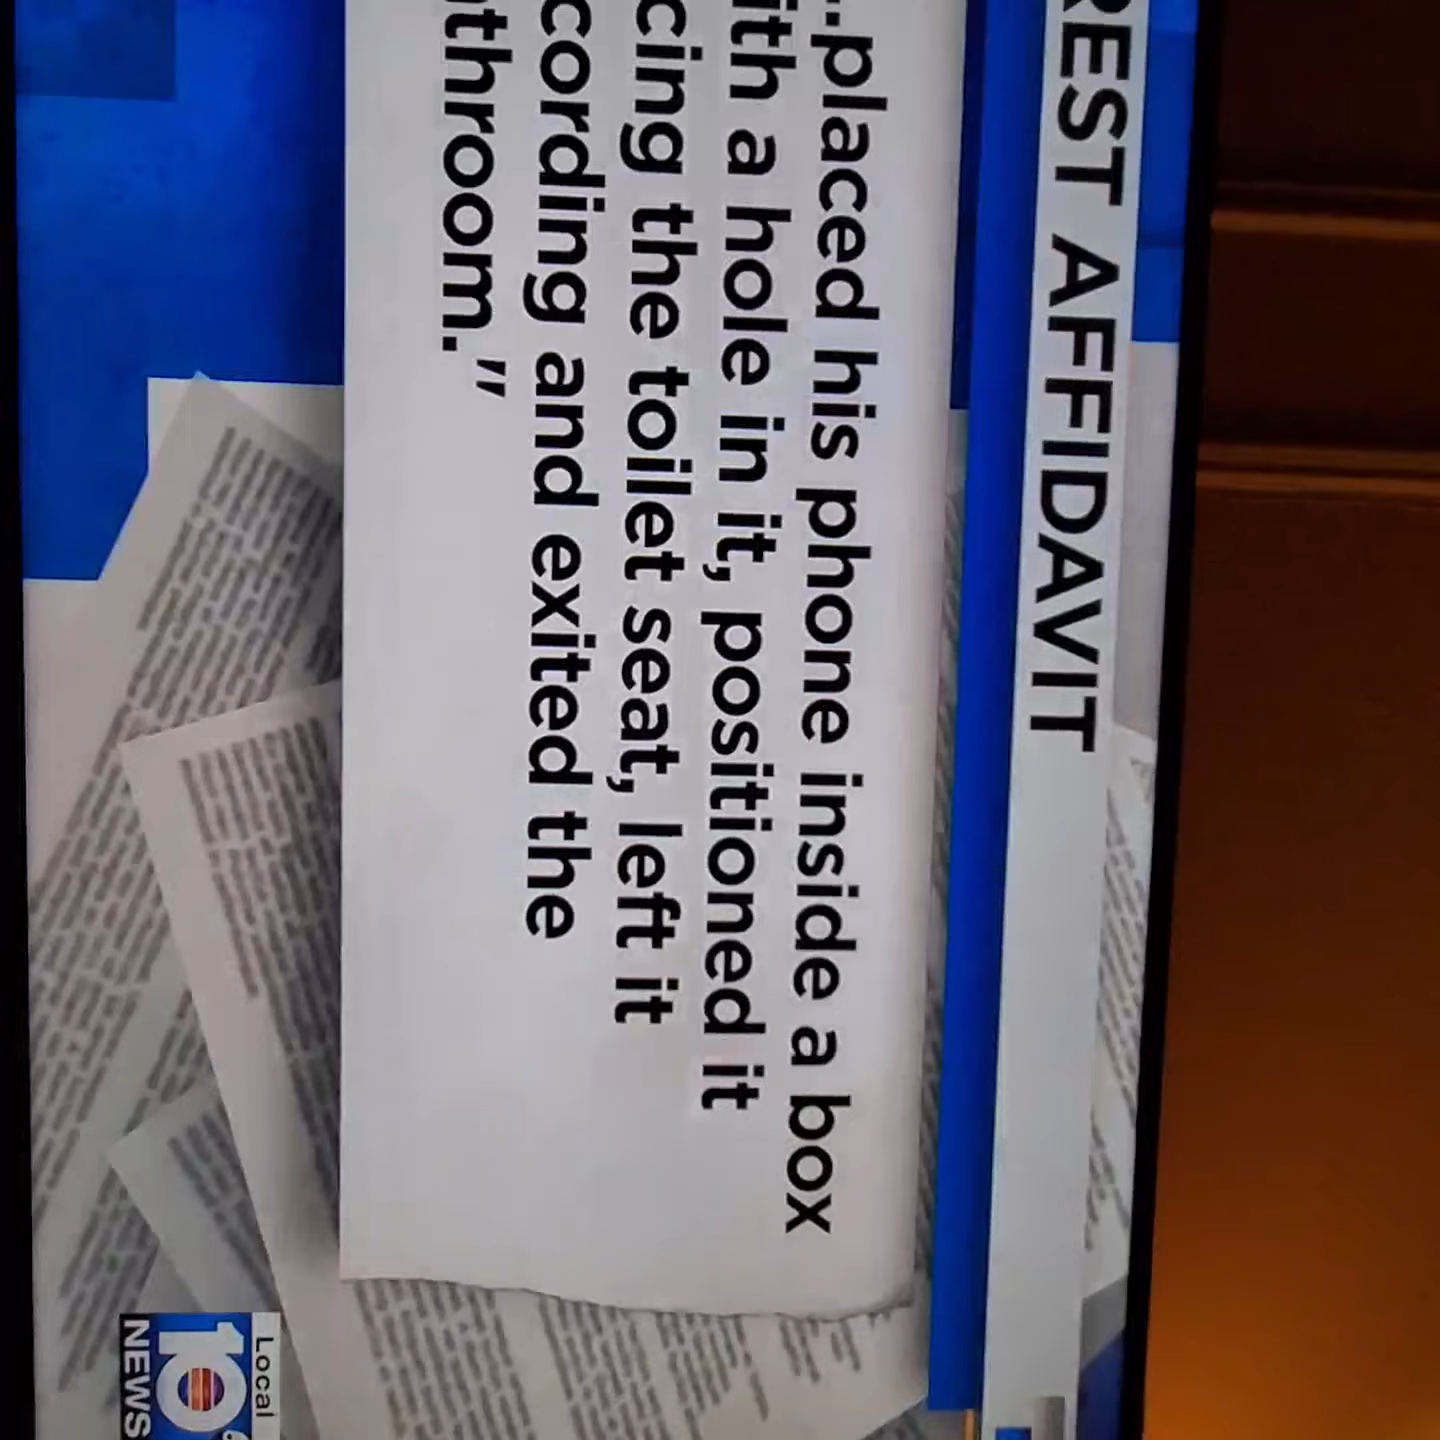 REST AFFIDAVIT
..placed his phone inside a box
ith a hole in it, positioned it
cing the toilet seat, left it
cording and exited the
throom."
Local
10
NEWS